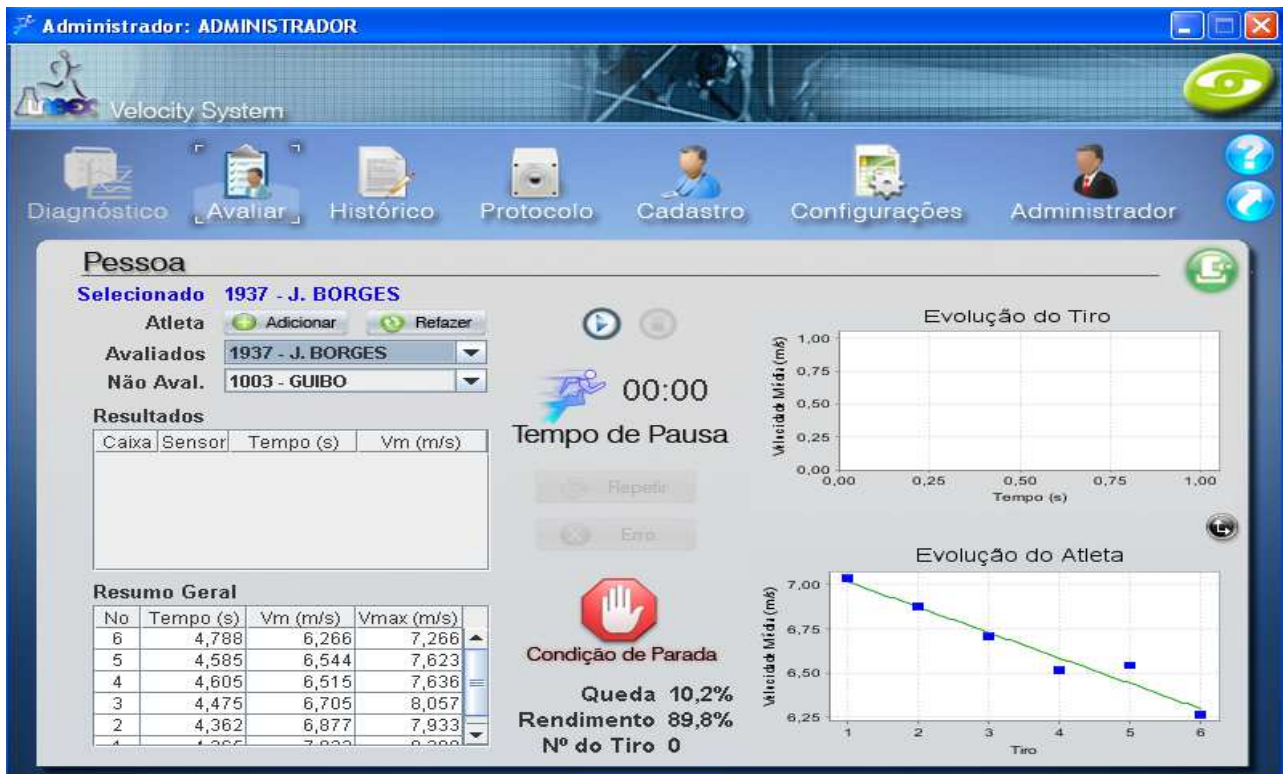 Administrador: ADMINISTRADOR
Velocity System
Diagnóstico Avaliar Histórico Protocolo Cadastro Configurações Administrador
Pessoa
Selecionado 1937 - J. BORGES
Atleta Adicionar Refazer
Avaliados 1937 - J. BORGES
Não Aval. 1003 - GUIBO
Resultados
Caixa Sensor Tempo (s) Vm (m/s)
Resumo Geral
No Tempo (s) Vm (m/s) Vmax (m/s)
6 4,788 6,266 7,266
5 4,585 6,544 7,623
4 4,605 6,515 7,636
3 4,475 6,705 8,057
2 4,362 6,877 7,933
00:00
Tempo de Pausa
Repetir
Erro
Condição de Parada
Queda 10,2%
Rendimento 89,8%
Nº do Tiro 0
Evolução do Tiro
Velocidade Média (m/s)
1,00
0,75
0,50
0,25
0,00
0,00 0,25 0,50 0,75 1,00
Tempo (s)
Evolução do Atleta
Velocidade Média (m/s)
7,00
6,75
6,50
6,25
1 2 3 4 5 6
Tiro